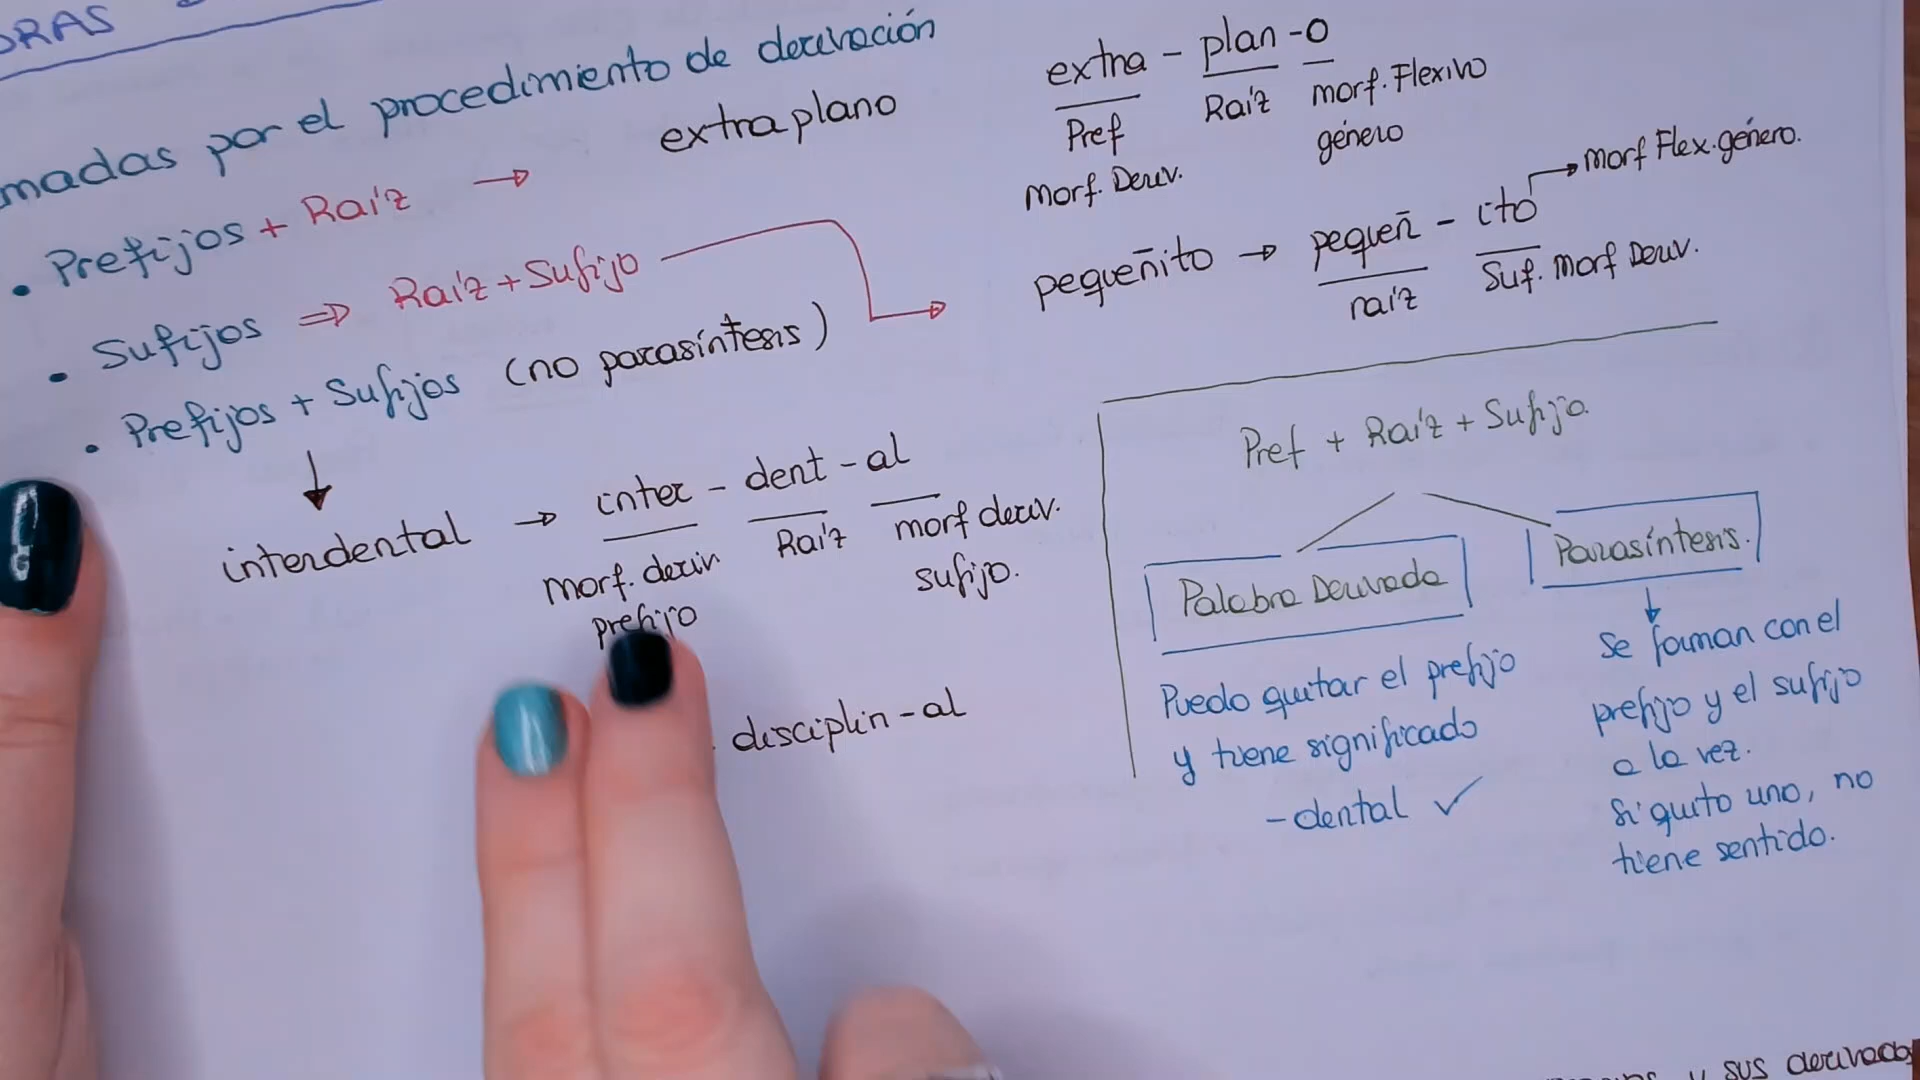 madas por el procedimiento de derivación
• Prefijos + Raíz → extraplano
extra - plan - o
Pref Raíz morf. Flexivo
Morf. Deriv. género
• Sufijos ⇒ Raíz + Sufijo →
pequeñito → pequeñ - ito → morf Flex. género.
raíz Suf. Morf Deriv.
• Prefijos + Sufijos (no parasíntesis)
↓
interdental → inter - dent - al
morf. deriv Raíz morf deriv.
prefijo sufijo.
disciplin - al
Pref + Raíz + Sufijo.
Palabra Derivada
Puedo quitar el prefijo
y tiene significado
- dental ✓
Parasíntesis.
↓
Se forman con el
prefijo y el sufijo
a la vez.
Si quito uno, no
tiene sentido.
y sus derivados